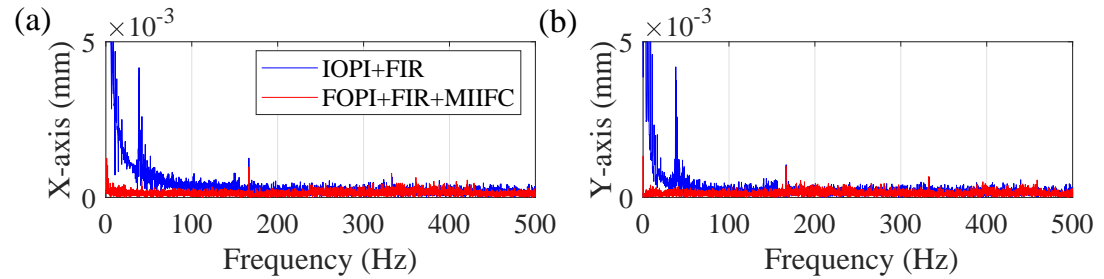 (a)
×10⁻³
5
0
X-axis (mm)
IOPI+FIR
FOPI+FIR+MIIFC
0 100 200 300 400 500
Frequency (Hz)
(b)
×10⁻³
5
0
Y-axis (mm)
0 100 200 300 400 500
Frequency (Hz)